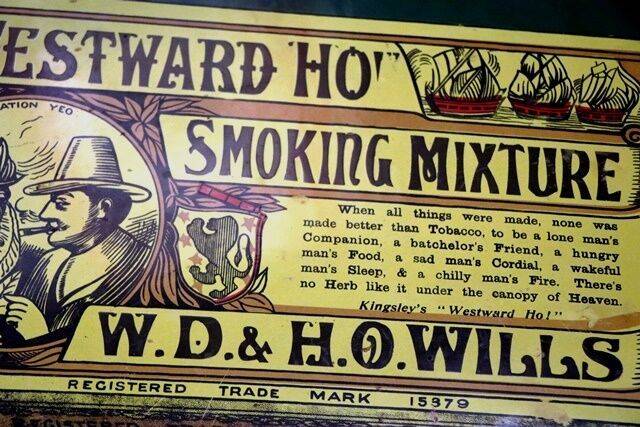 ESTWARD HO"
ATION YEO
SMOKING MIXTURE
When all things were made, none was
made better than Tobacco, to be a lone man's
Companion, a batchelor's Friend, a hungry
man's Food, a sad man's Cordial, a wakeful
man's Sleep, & a chilly man's Fire. There's
no Herb like it under the canopy of Heaven.
Kingsley's "Westward Ho!"
W.D.& H.O.WILLS
REGISTERED TRADE MARK 15379
REGISTERED